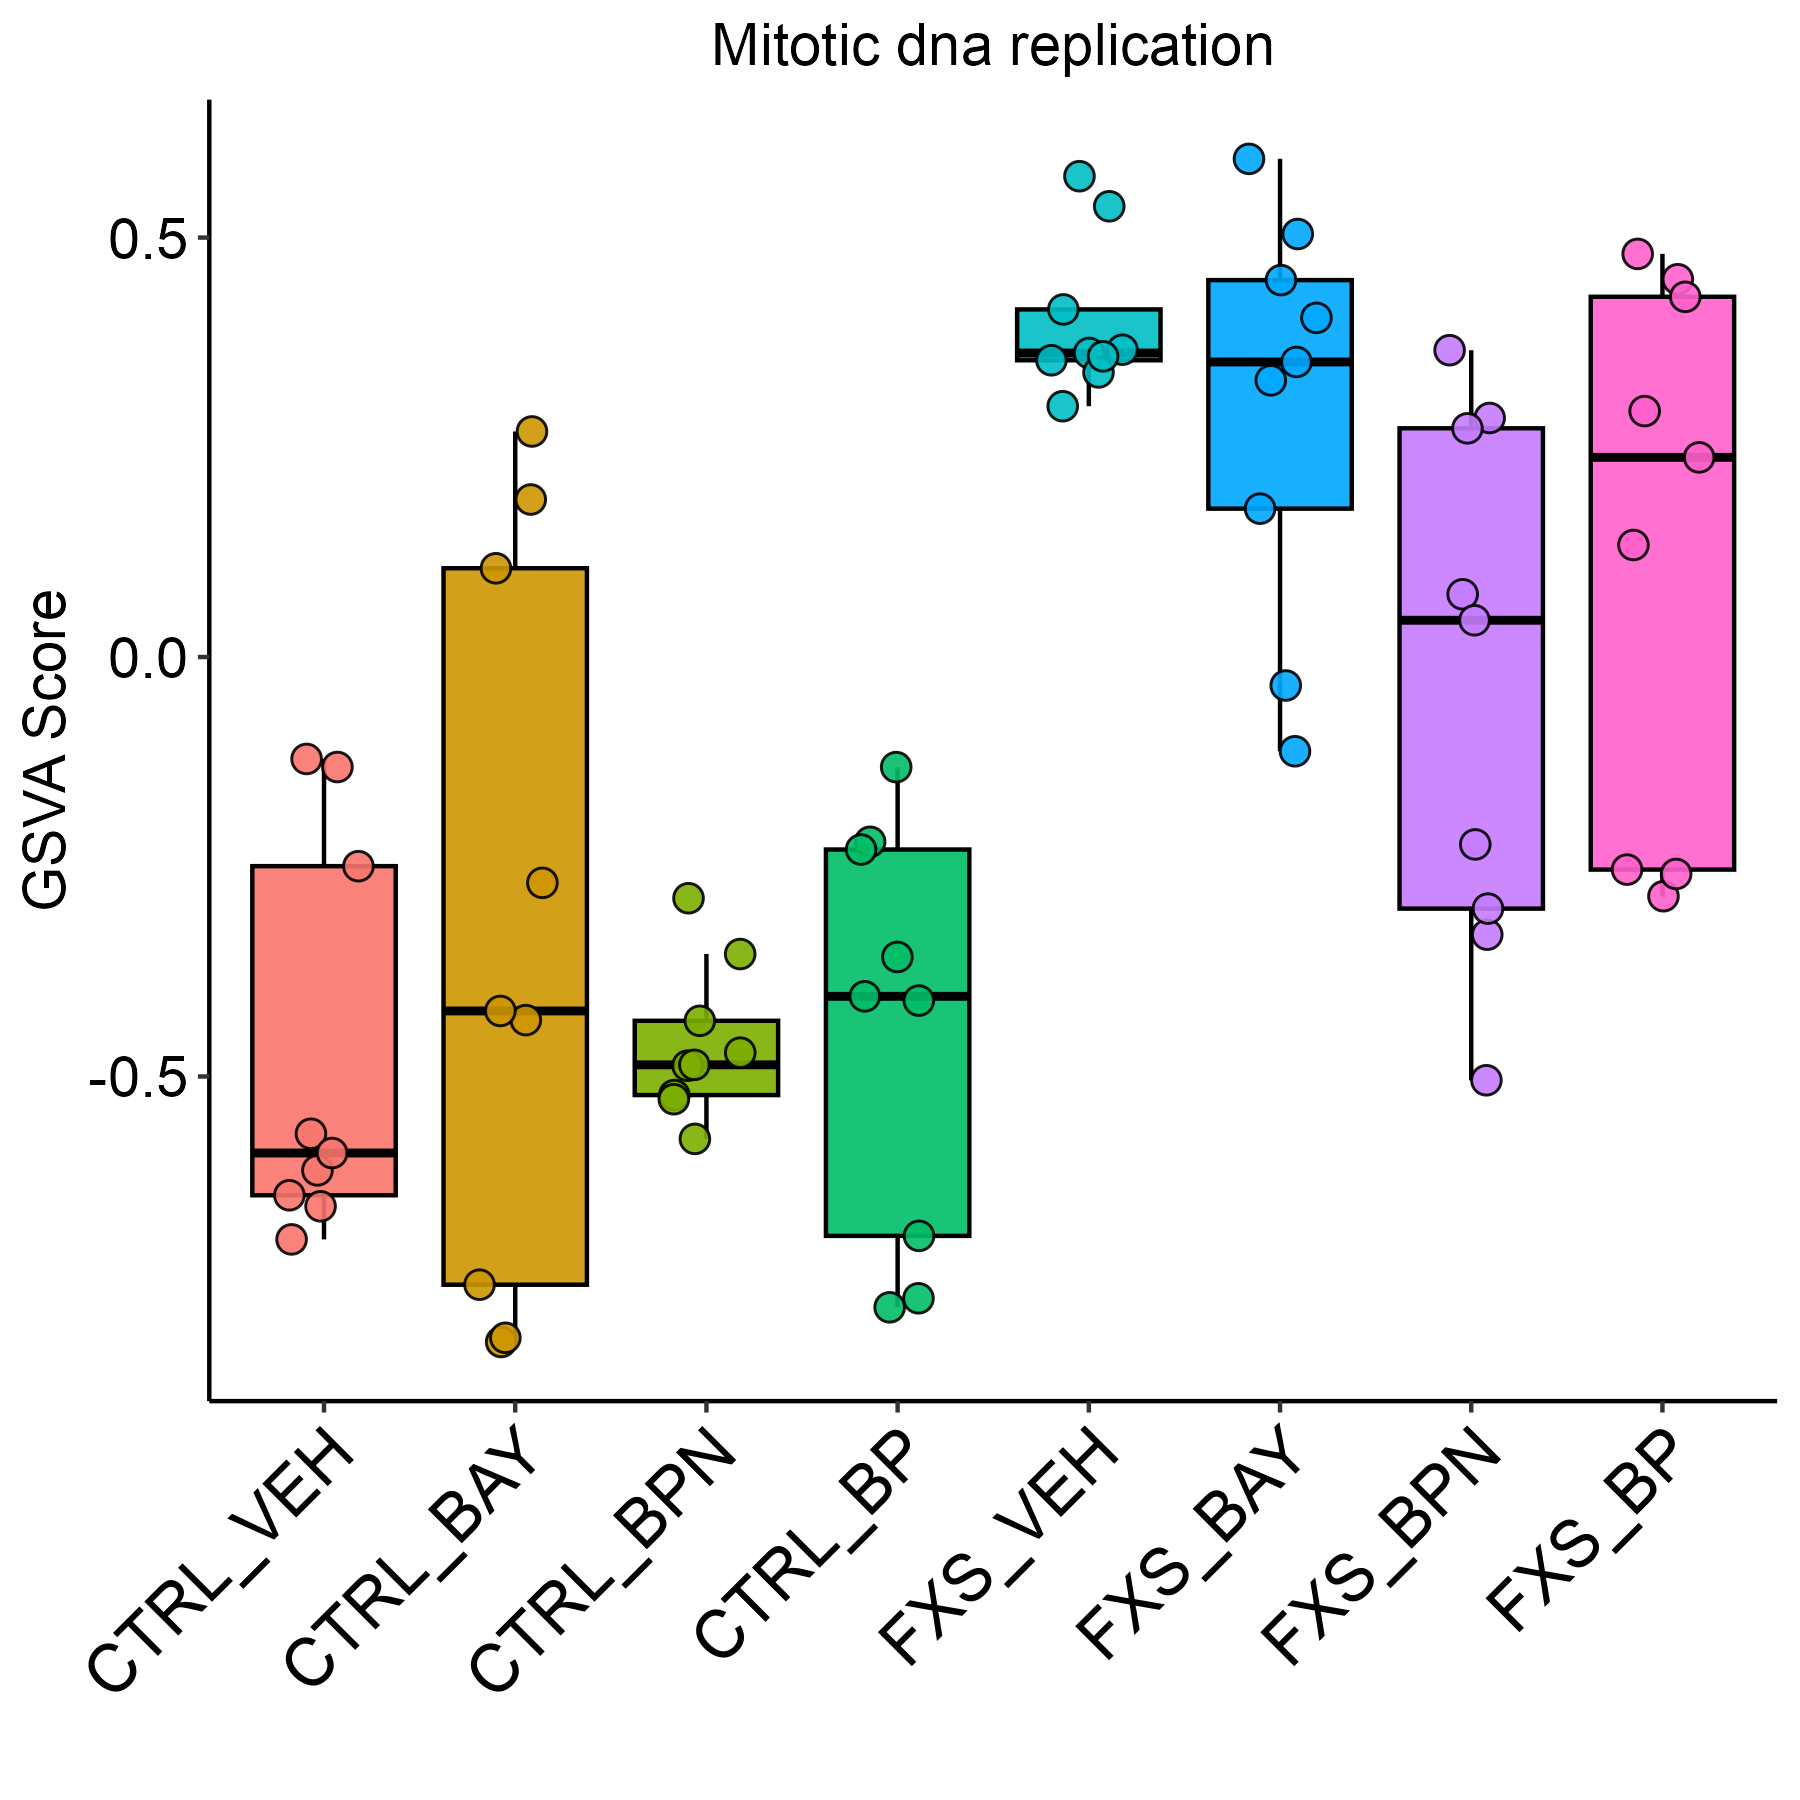 Mitotic dna replication
GSVA Score
0.5
0.0
-0.5
CTRL_VEH
CTRL_BAY
CTRL_BPN
CTRL_BP
FXS_VEH
FXS_BAY
FXS_BPN
FXS_BP